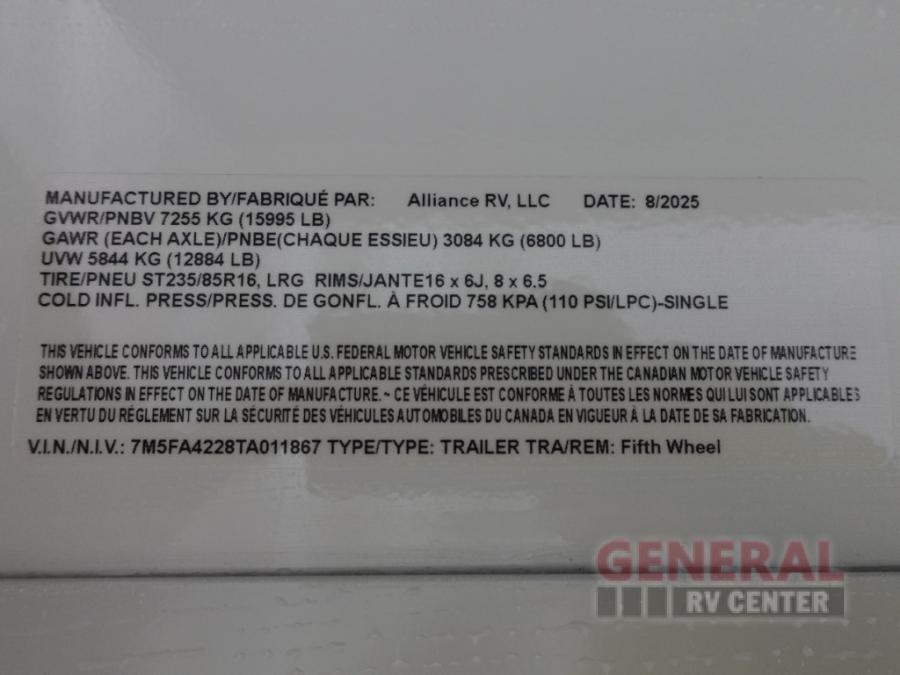 MANUFACTURED BY/FABRIQUÉ PAR: Alliance RV, LLC DATE: 8/2025
GVWR/PNBV 7255 KG (15995 LB)
GAWR (EACH AXLE)/PNBE(CHAQUE ESSIEU) 3084 KG (6800 LB)
UVW 5844 KG (12884 LB)
TIRE/PNEU ST235/85R16, LRG RIMS/JANTE16 x 6J, 8 x 6.5
COLD INFL. PRESS/PRESS. DE GONFL. À FROID 758 KPA (110 PSI/LPC)-SINGLE
THIS VEHICLE CONFORMS TO ALL APPLICABLE U.S. FEDERAL MOTOR VEHICLE SAFETY STANDARDS IN EFFECT ON THE DATE OF MANUFACTURE
SHOWN ABOVE. THIS VEHICLE CONFORMS TO ALL APPLICABLE STANDARDS PRESCRIBED UNDER THE CANADIAN MOTOR VEHICLE SAFETY
REGULATIONS IN EFFECT ON THE DATE OF MANUFACTURE. ~ CE VÉHICULE EST CONFORME À TOUTES LES NORMES QUI LUI SONT APPLICABLES
EN VERTU DU RÉGLEMENT SUR LA SÉCURITÉ DES VÉHICULES AUTOMOBILES DU CANADA EN VIGUEUR À LA DATE DE SA FABRICATION.
V.I.N./N.I.V.: 7M5FA4228TA011867 TYPE/TYPE: TRAILER TRA/REM: Fifth Wheel
GENERAL
RV CENTER